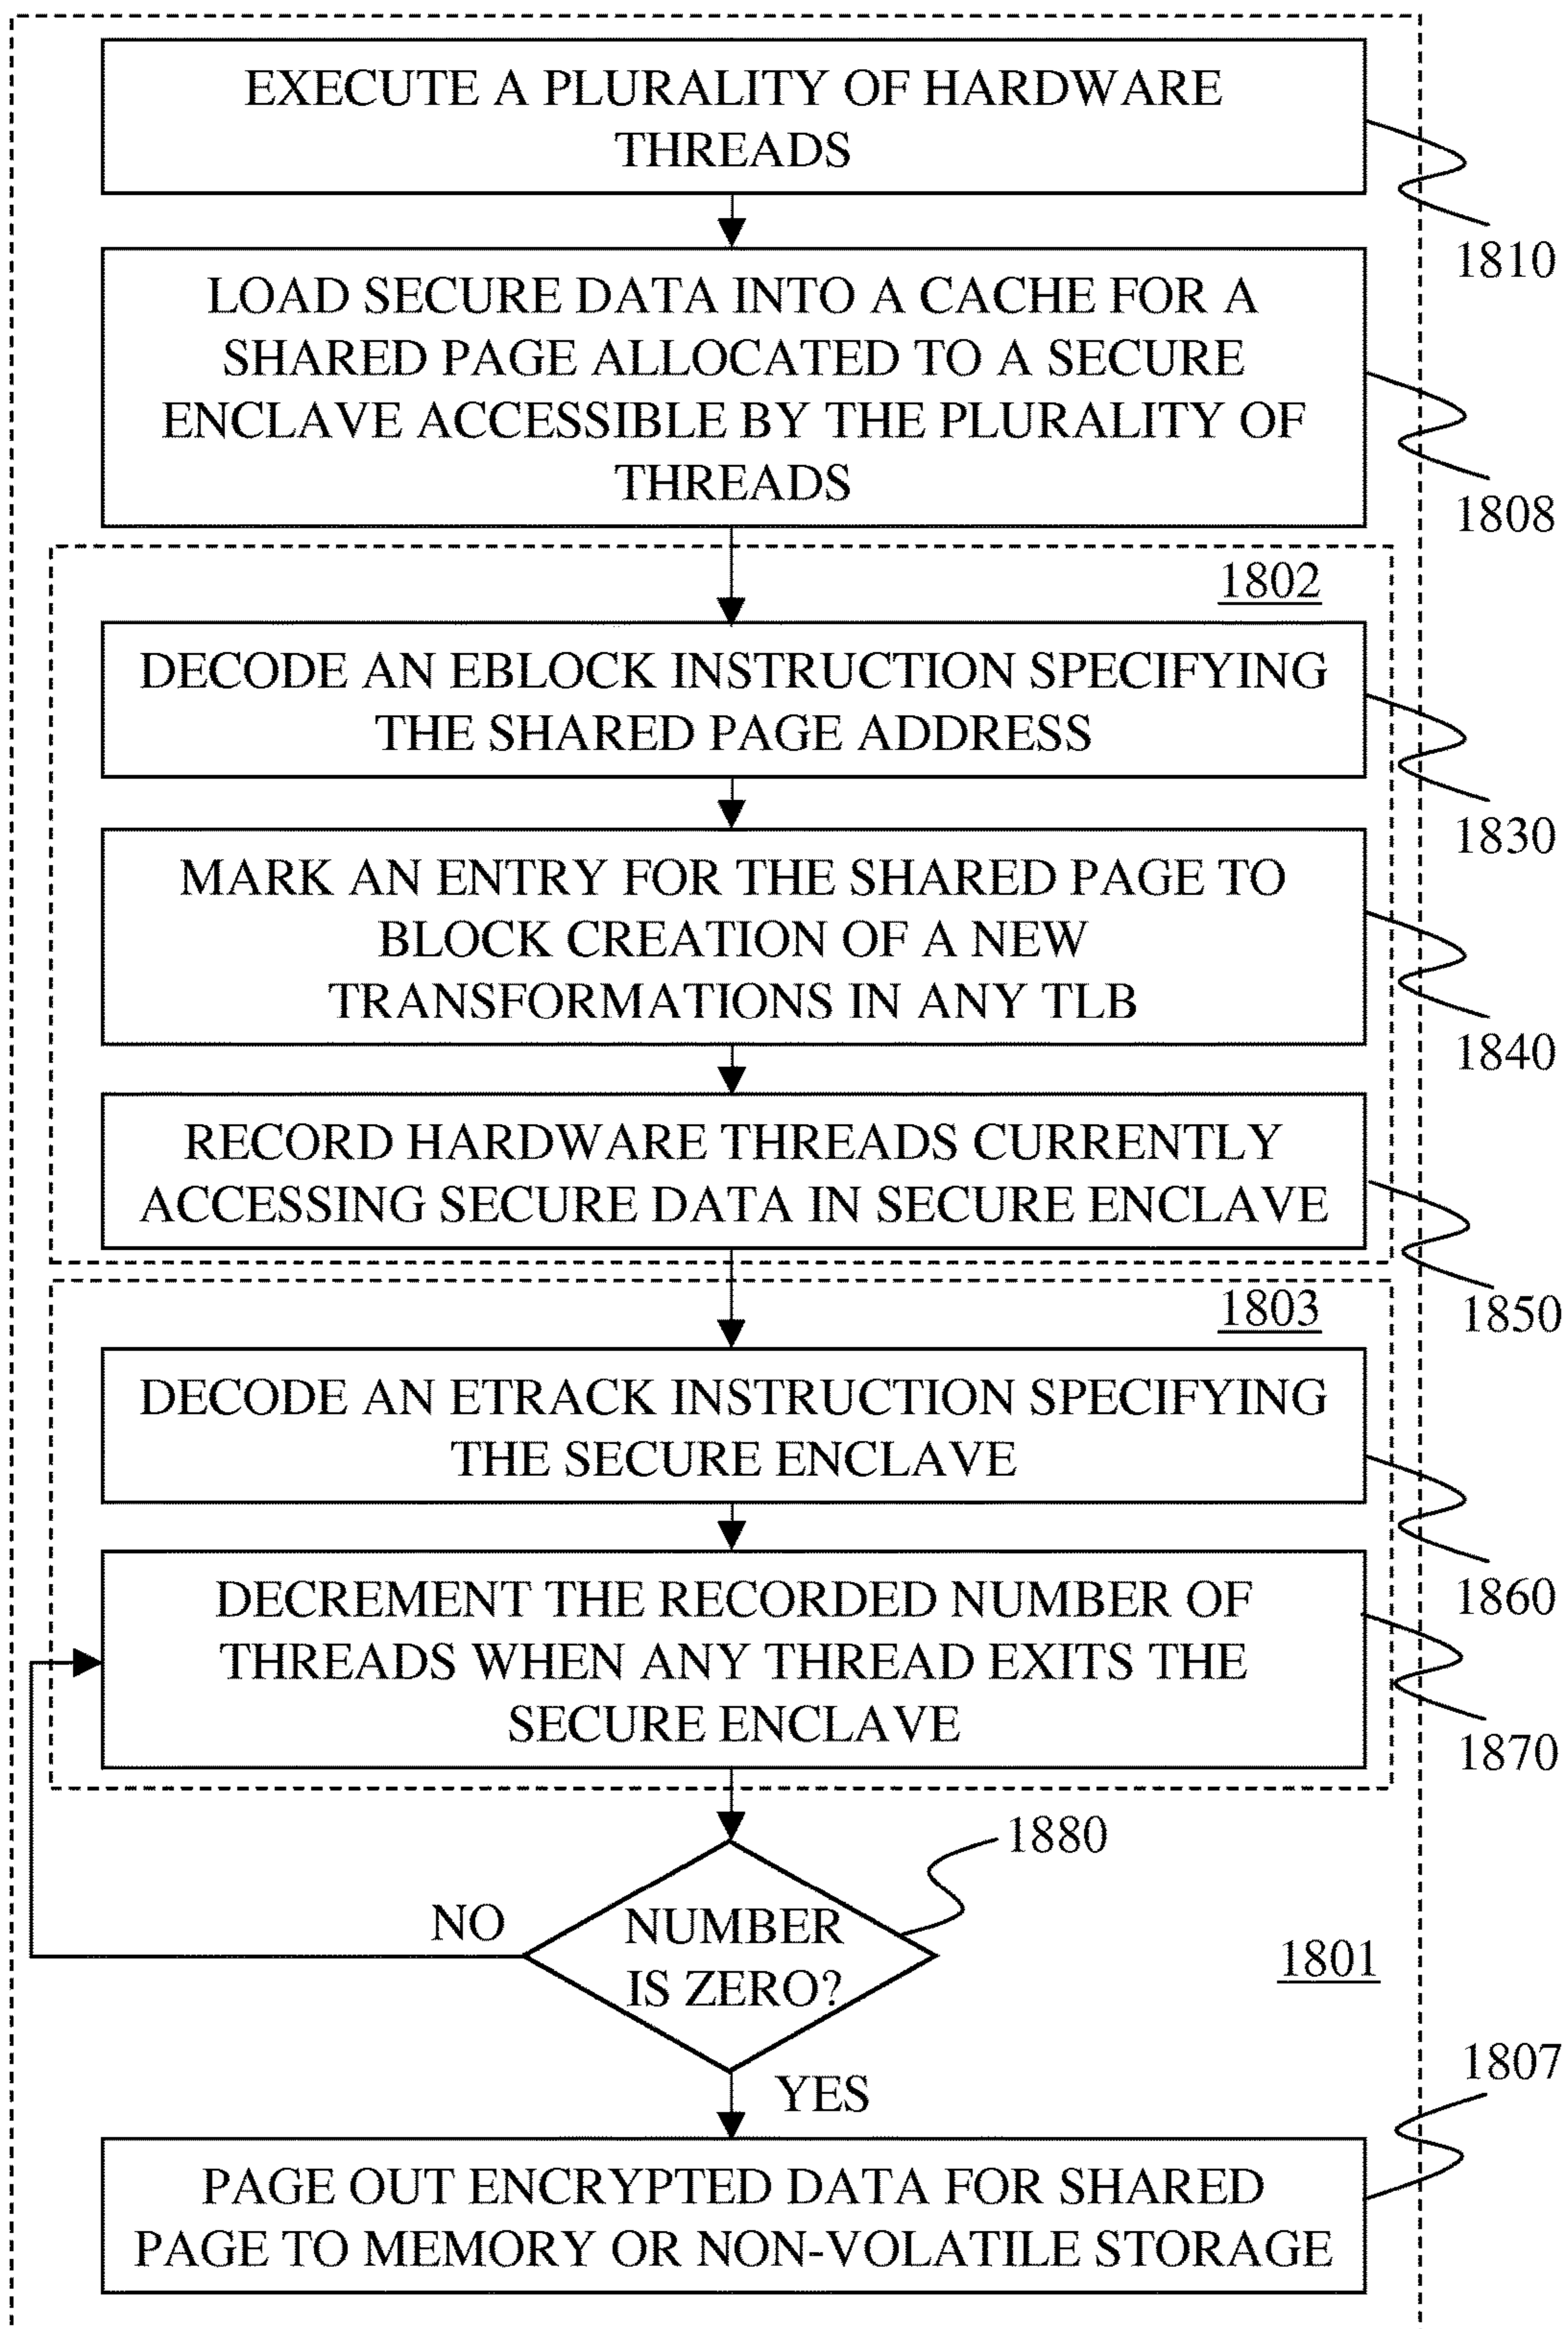 EXECUTE A PLURALITY OF HARDWARE
THREADS
1810
LOAD SECURE DATA INTO A CACHE FOR A
SHARED PAGE ALLOCATED TO A SECURE
ENCLAVE ACCESSIBLE BY THE PLURALITY OF
THREADS
1808
1802
DECODE AN EBLOCK INSTRUCTION SPECIFYING
THE SHARED PAGE ADDRESS
1830
MARK AN ENTRY FOR THE SHARED PAGE TO
BLOCK CREATION OF A NEW
TRANSFORMATIONS IN ANY TLB
1840
RECORD HARDWARE THREADS CURRENTLY
ACCESSING SECURE DATA IN SECURE ENCLAVE
1850
1803
DECODE AN ETRACK INSTRUCTION SPECIFYING
THE SECURE ENCLAVE
1860
DECREMENT THE RECORDED NUMBER OF
THREADS WHEN ANY THREAD EXITS THE
SECURE ENCLAVE
1870
1880
NO
NUMBER
IS ZERO?
1801
YES
1807
PAGE OUT ENCRYPTED DATA FOR SHARED
PAGE TO MEMORY OR NON-VOLATILE STORAGE